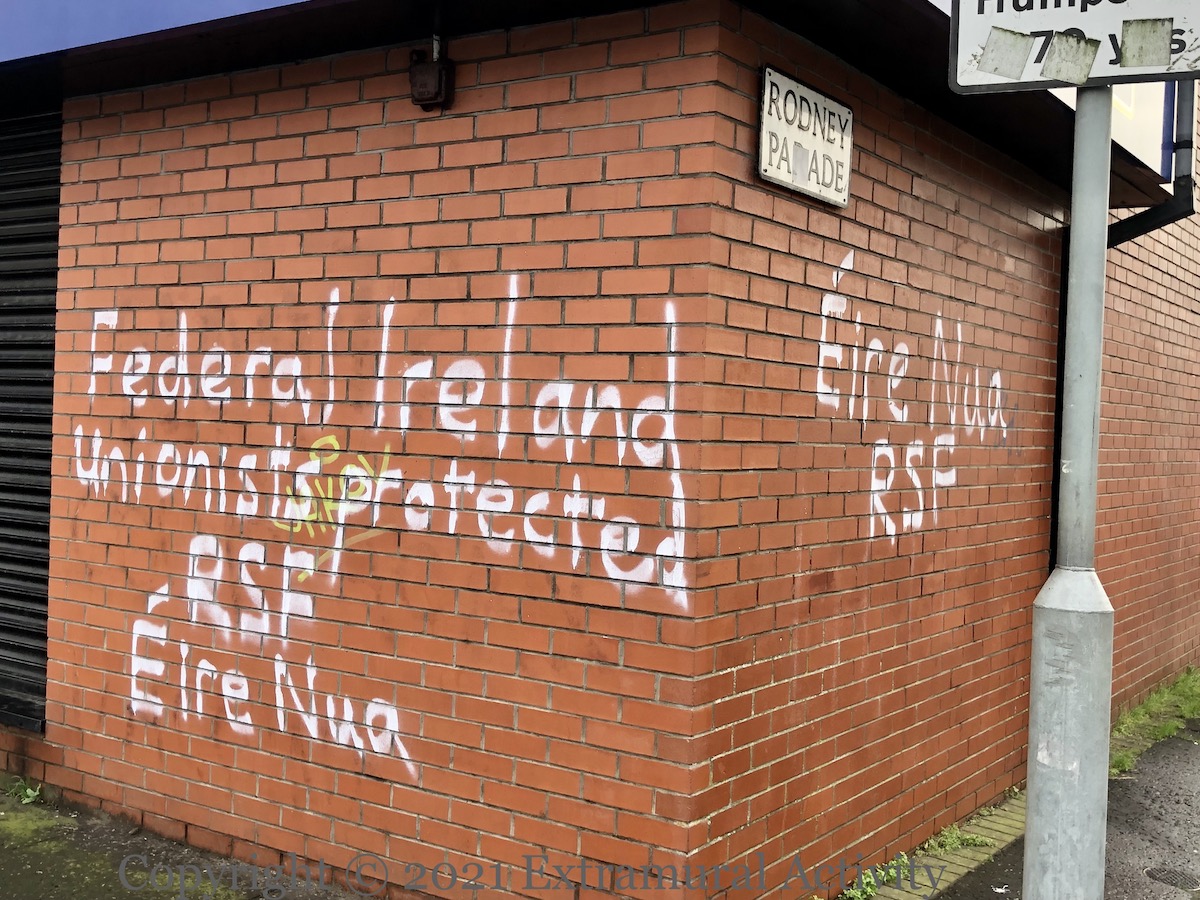 Federal Ireland
unionists protected
RSF
Éire Nua
RODNEY
PARADE
Éire Nua
RSF
Copyright © 2021 Extramural Activity